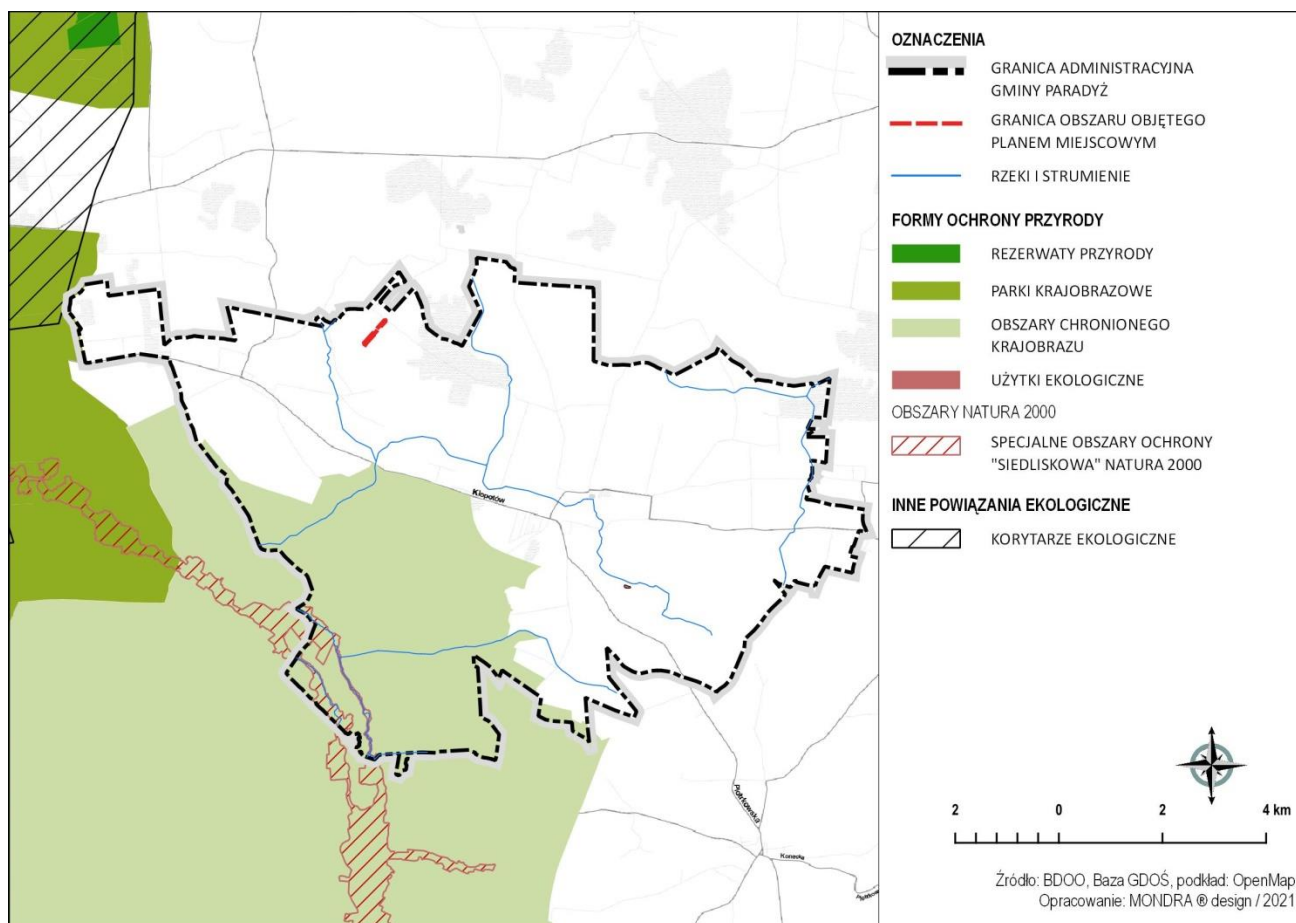 OZNACZENIA
GRANICA ADMINISTRACYJNA
GMINY PARADYŻ
GRANICA OBSZARU OBJĘTEGO
PLANEM MIEJSCOWYM
RZEKI I STRUMIENIE
FORMY OCHRONY PRZYRODY
REZERWATY PRZYRODY
PARKI KRAJOBRAZOWE
OBSZARY CHRONIONEGO
KRAJOBRAZU
UŻYTKI EKOLOGICZNE
OBSZARY NATURA 2000
SPECJALNE OBSZARY OCHRONY
"SIEDLISKOWA" NATURA 2000
INNE POWIĄZANIA EKOLOGICZNE
KORYTARZE EKOLOGICZNE
Kłopotów
Piotrkowska
Konecka
2 0 2 4 km
Źródło: BDOO, Baza GDOŚ, podkład: OpenMap
Opracowanie: MONDRA ® design / 2021